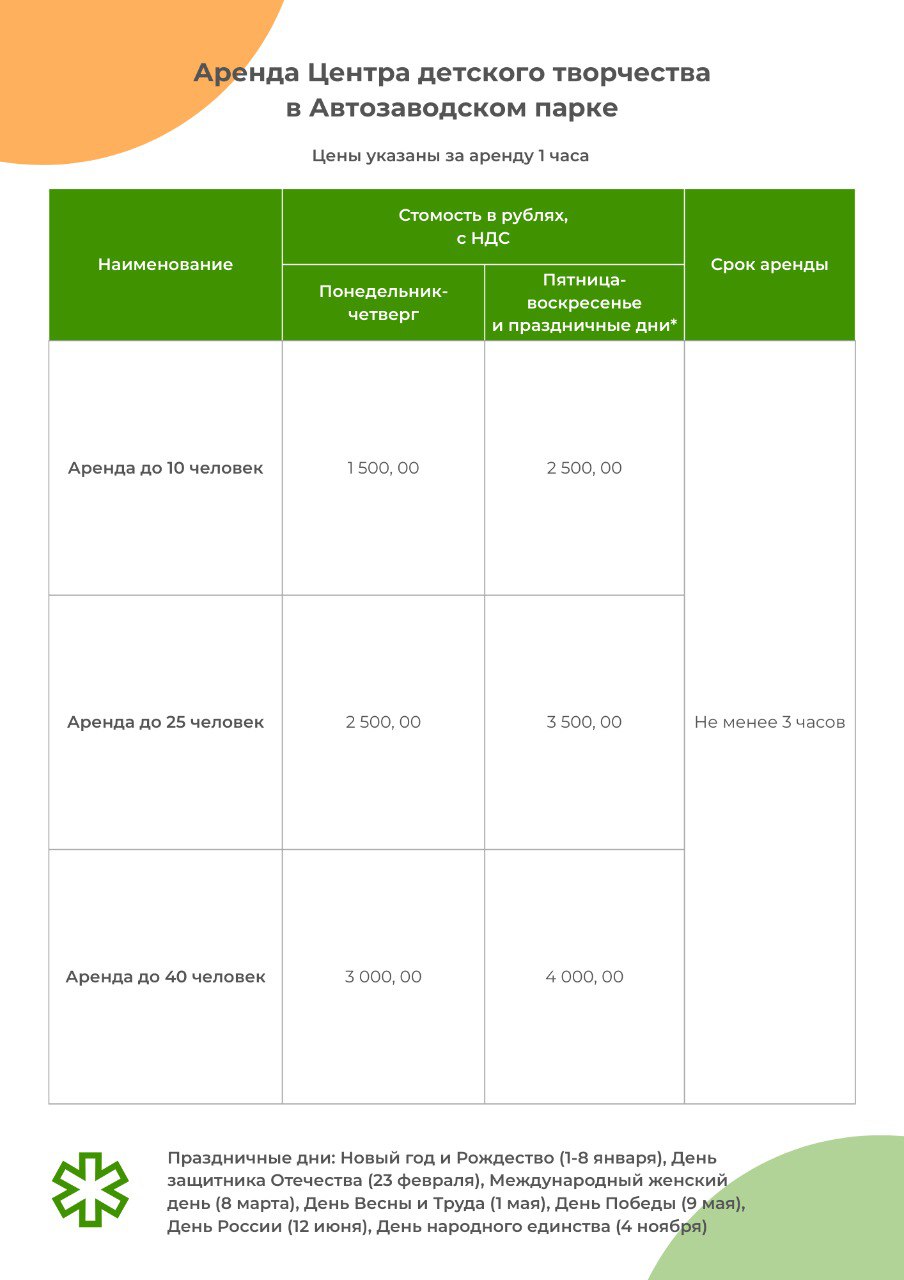 Аренда Центра детского творчества
в Автозаводском парке
Цены указаны за аренду 1 часа
Наименование
Стомость в рублях,
с НДС
Понедельник-
четверг
Пятница-
воскресенье
и праздничные дни*
Срок аренды
Аренда до 10 человек
1 500, 00
2 500, 00
Аренда до 25 человек
2 500, 00
3 500, 00
Не менее 3 часов
Аренда до 40 человек
3 000, 00
4 000, 00
Праздничные дни: Новый год и Рождество (1-8 января), День
защитника Отечества (23 февраля), Международный женский
день (8 марта), День Весны и Труда (1 мая), День Победы (9 мая),
День России (12 июня), День народного единства (4 ноября)